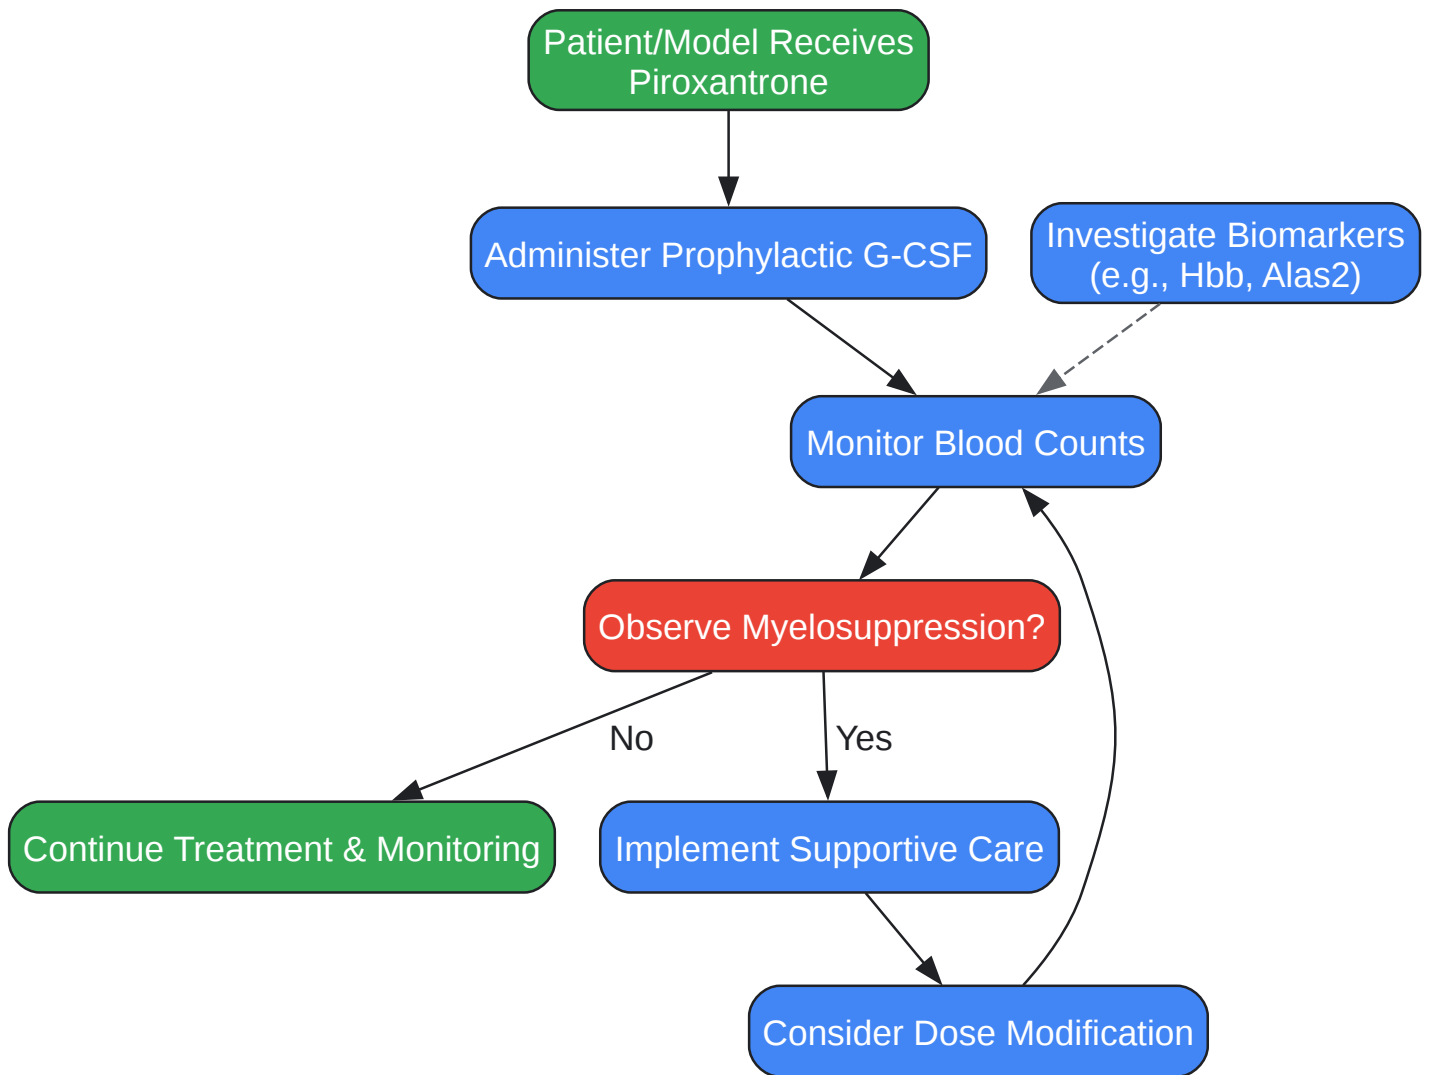 Patient/Model Receives
Piroxantrone
Administer Prophylactic G-CSF
Investigate Biomarkers
(e.g., Hbb, Alas2)
Monitor Blood Counts
Observe Myelosuppression?
No
Yes
Continue Treatment & Monitoring
Implement Supportive Care
Consider Dose Modification